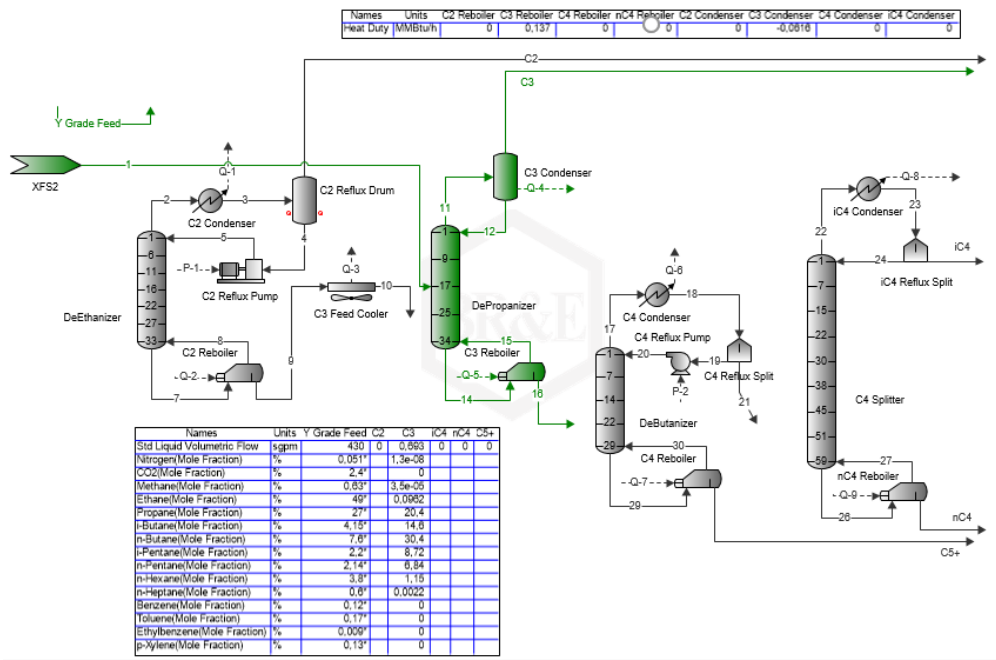 Names Units C2 Reboiler C3 Reboiler C4 Reboiler nC4 Reboiler C2 Condenser C3 Condenser C4 Condenser iC4 Condenser
Heat Duty MMBtu/h 0 0,137 0 0 0 -0,0616 0 0
C2
C3
Y Grade Feed
1
XFS2
Q-1
2
3
C2 Reflux Drum
C2 Condenser
4
5
1
6
11
16
22
27
33
P-1
C2 Reflux Pump
DeEthanizer
Q-3
10
C3 Feed Cooler
8
C2 Reboiler
Q-2
7
9
C3 Condenser
Q-4
11
12
1
9
17
25
34
DePropanizer
BR&E
15
C3 Reboiler
Q-5
14
16
Q-6
18
C4 Condenser
17
C4 Reflux Pump
20
19
C4 Reflux Split
P-2
21
1
7
14
22
29
DeButanizer
30
C4 Reboiler
Q-7
29
Q-8
iC4 Condenser
23
22
24
iC4
iC4 Reflux Split
1
7
15
22
30
38
45
51
59
C4 Splitter
27
nC4 Reboiler
Q-9
26
nC4
C5+
Names Units Y Grade Feed C2 C3 iC4 nC4 C5+
Std Liquid Volumetric Flow sgpm 430 0 0,693 0 0 0
Nitrogen(Mole Fraction) % 0,051* 1,3e-08
CO2(Mole Fraction) % 2,4* 0
Methane(Mole Fraction) % 0,63* 3,5e-05
Ethane(Mole Fraction) % 49* 0,0962
Propane(Mole Fraction) % 27* 20,4
i-Butane(Mole Fraction) % 4,15* 14,6
n-Butane(Mole Fraction) % 7,6* 30,4
i-Pentane(Mole Fraction) % 2,2* 8,72
n-Pentane(Mole Fraction) % 2,14* 6,84
n-Hexane(Mole Fraction) % 3,8* 1,15
n-Heptane(Mole Fraction) % 0,6* 0,0022
Benzene(Mole Fraction) % 0,12* 0
Toluene(Mole Fraction) % 0,17* 0
Ethylbenzene(Mole Fraction) % 0,009* 0
p-Xylene(Mole Fraction) % 0,13* 0